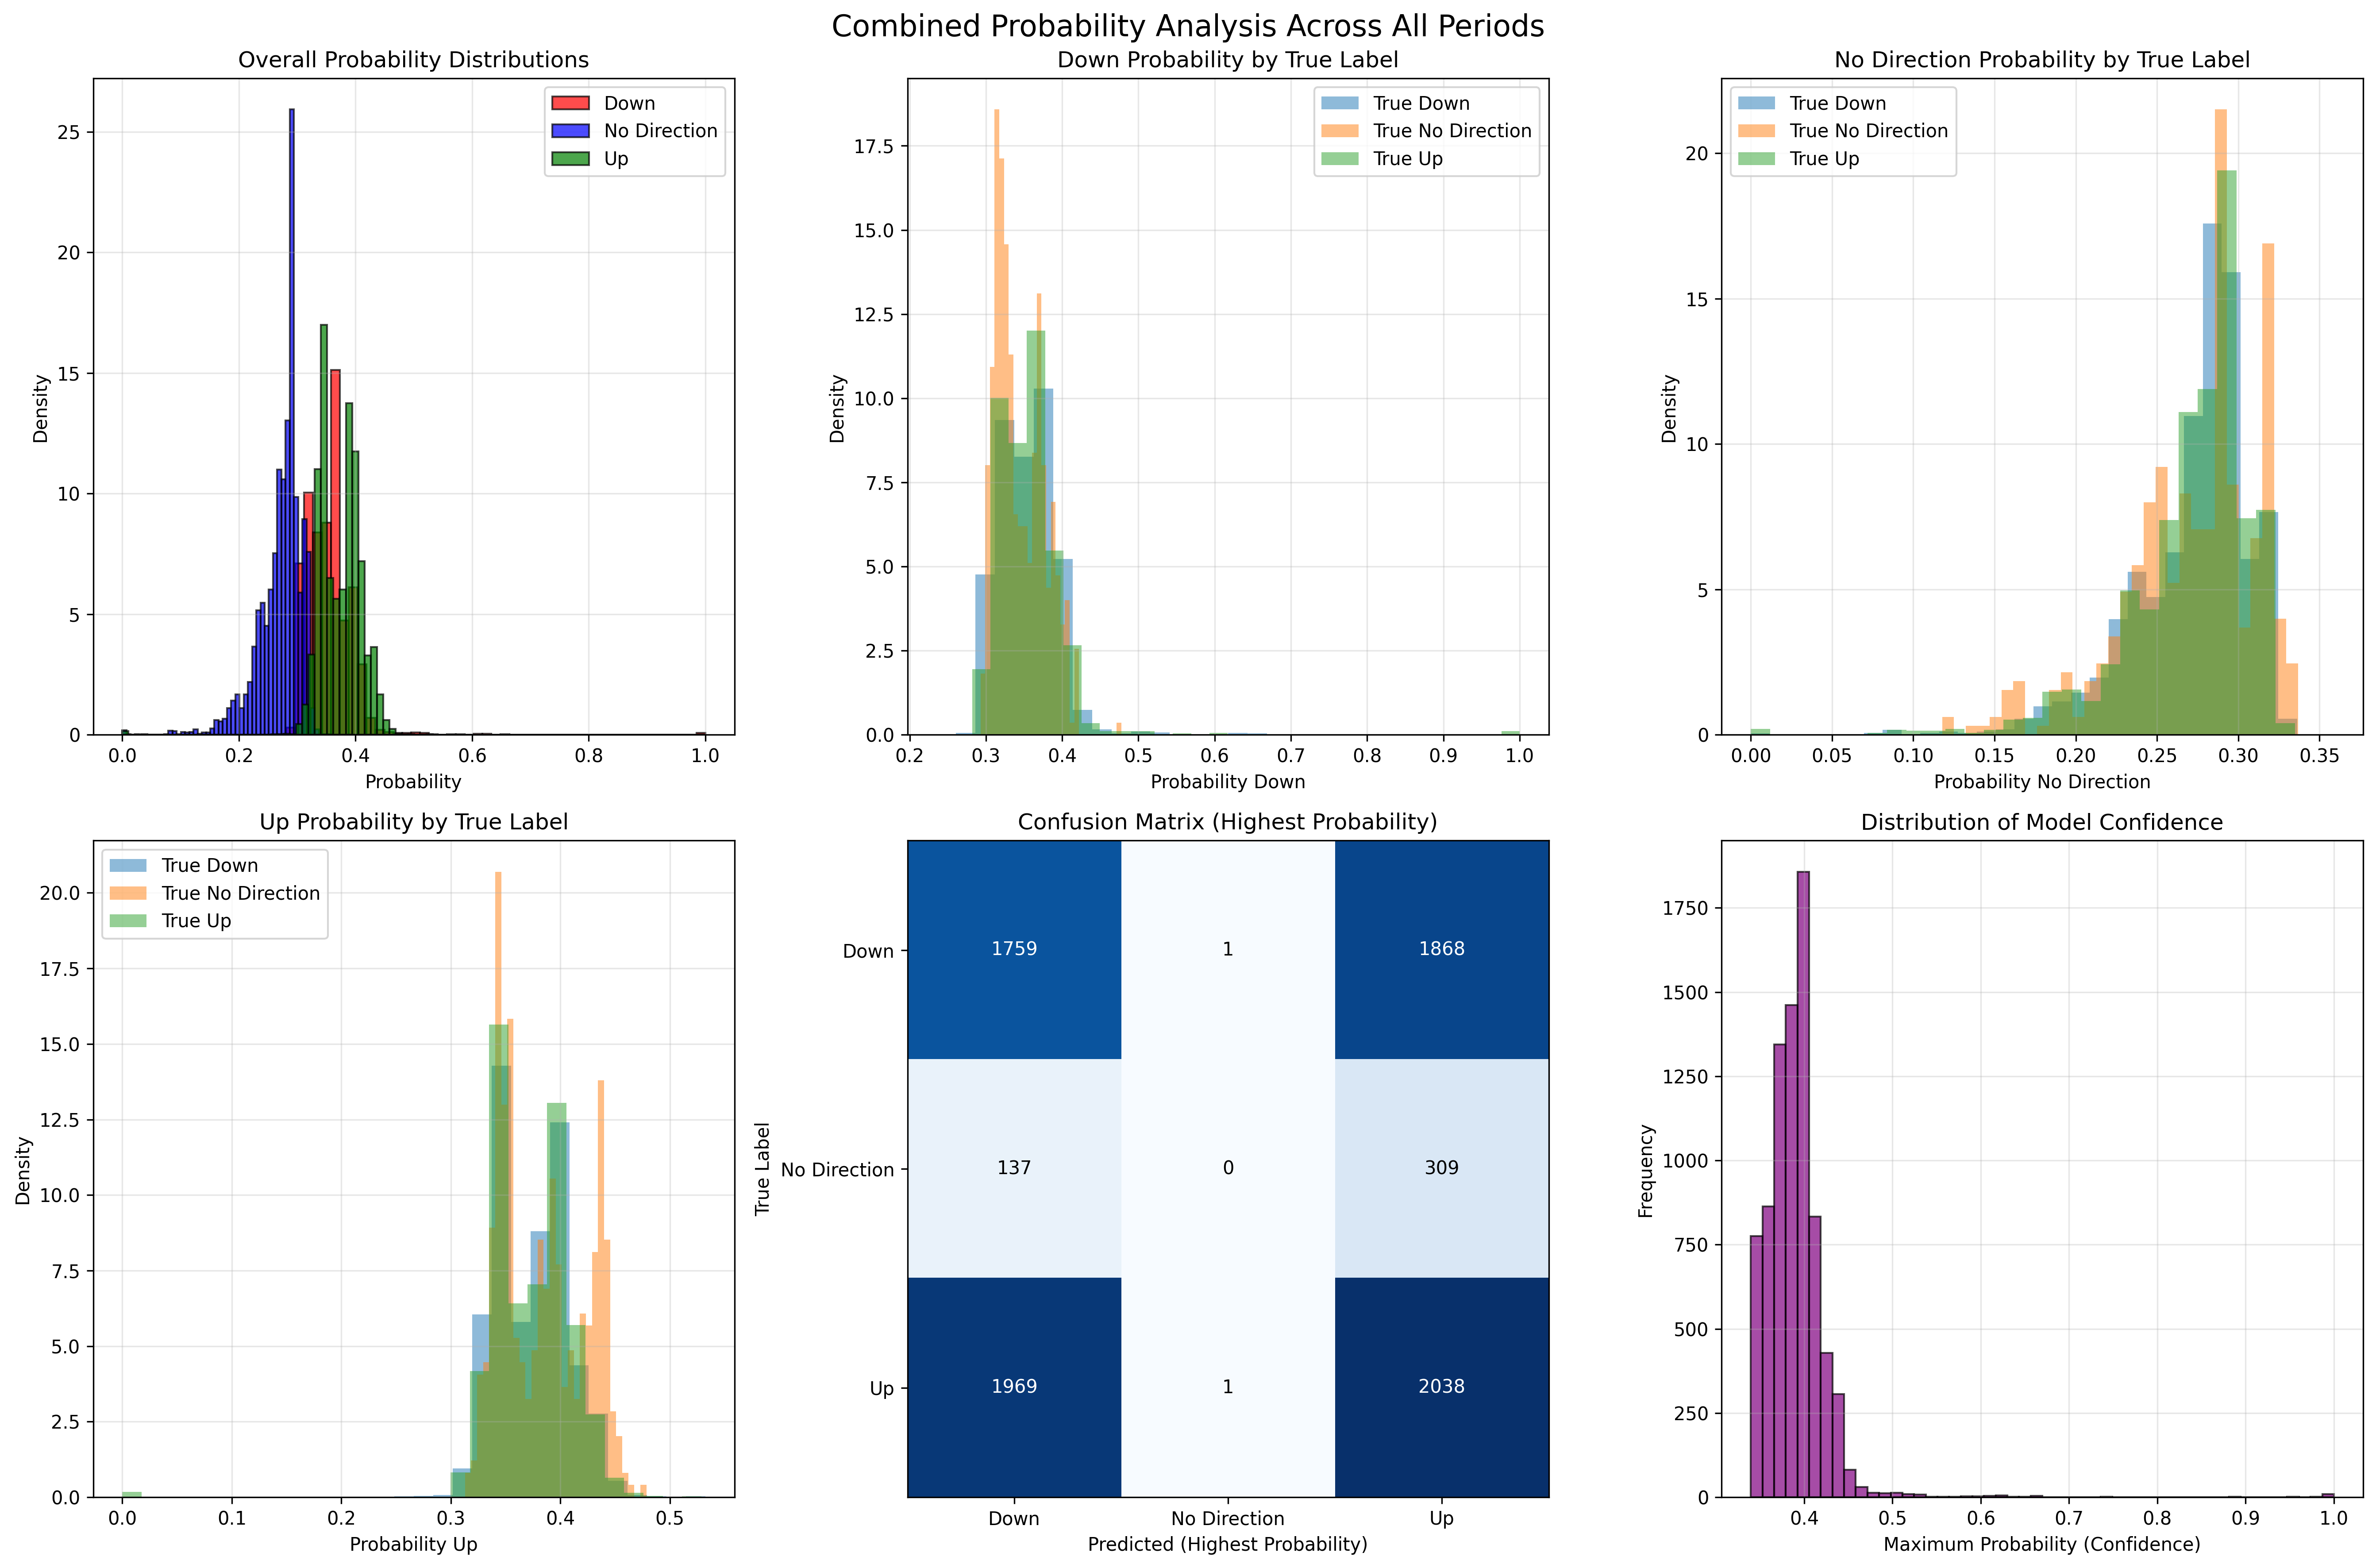 Combined Probability Analysis Across All Periods
Overall Probability Distributions
Down
No Direction
Up
25
20
15
10
5
0
Density
0.0 0.2 0.4 0.6 0.8 1.0
Probability
Down Probability by True Label
True Down
True No Direction
True Up
17.5
15.0
12.5
10.0
7.5
5.0
2.5
0.0
Density
0.2 0.3 0.4 0.5 0.6 0.7 0.8 0.9 1.0
Probability Down
No Direction Probability by True Label
True Down
True No Direction
True Up
20
15
10
5
0
Density
0.00 0.05 0.10 0.15 0.20 0.25 0.30 0.35
Probability No Direction
Up Probability by True Label
True Down
True No Direction
True Up
20.0
17.5
15.0
12.5
10.0
7.5
5.0
2.5
0.0
Density
0.0 0.1 0.2 0.3 0.4 0.5
Probability Up
Confusion Matrix (Highest Probability)
True Label
Down 1759 1 1868
No Direction 137 0 309
Up 1969 1 2038
Down No Direction Up
Predicted (Highest Probability)
Distribution of Model Confidence
1750
1500
1250
1000
750
500
250
0
Frequency
0.4 0.5 0.6 0.7 0.8 0.9 1.0
Maximum Probability (Confidence)